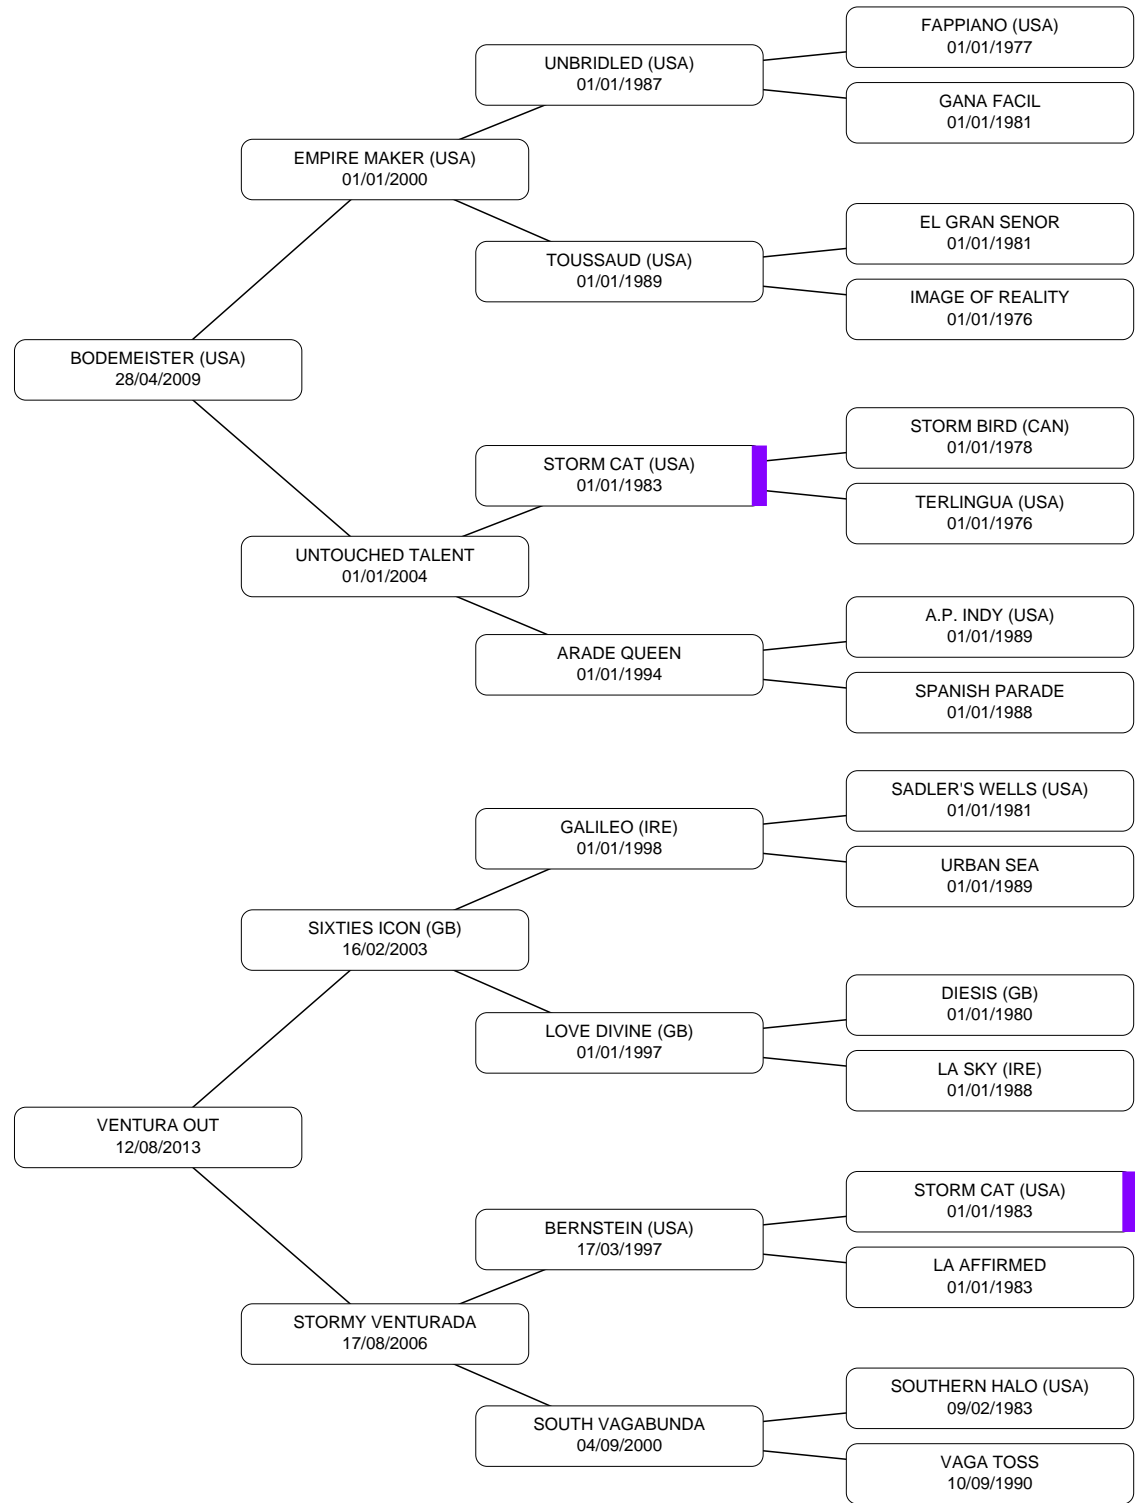 FAPPIANO (USA)
01/01/1977
UNBRIDLED (USA)
01/01/1987
GANA FACIL
01/01/1981
EMPIRE MAKER (USA)
01/01/2000
EL GRAN SENOR
01/01/1981
TOUSSAUD (USA)
01/01/1989
IMAGE OF REALITY
01/01/1976
BODEMEISTER (USA)
28/04/2009
STORM BIRD (CAN)
01/01/1978
STORM CAT (USA)
01/01/1983
TERLINGUA (USA)
01/01/1976
UNTOUCHED TALENT
01/01/2004
A.P. INDY (USA)
01/01/1989
ARADE QUEEN
01/01/1994
SPANISH PARADE
01/01/1988
SADLER'S WELLS (USA)
01/01/1981
GALILEO (IRE)
01/01/1998
URBAN SEA
01/01/1989
SIXTIES ICON (GB)
16/02/2003
DIESIS (GB)
01/01/1980
LOVE DIVINE (GB)
01/01/1997
LA SKY (IRE)
01/01/1988
VENTURA OUT
12/08/2013
STORM CAT (USA)
01/01/1983
BERNSTEIN (USA)
17/03/1997
LA AFFIRMED
01/01/1983
STORMY VENTURADA
17/08/2006
SOUTHERN HALO (USA)
09/02/1983
SOUTH VAGABUNDA
04/09/2000
VAGA TOSS
10/09/1990